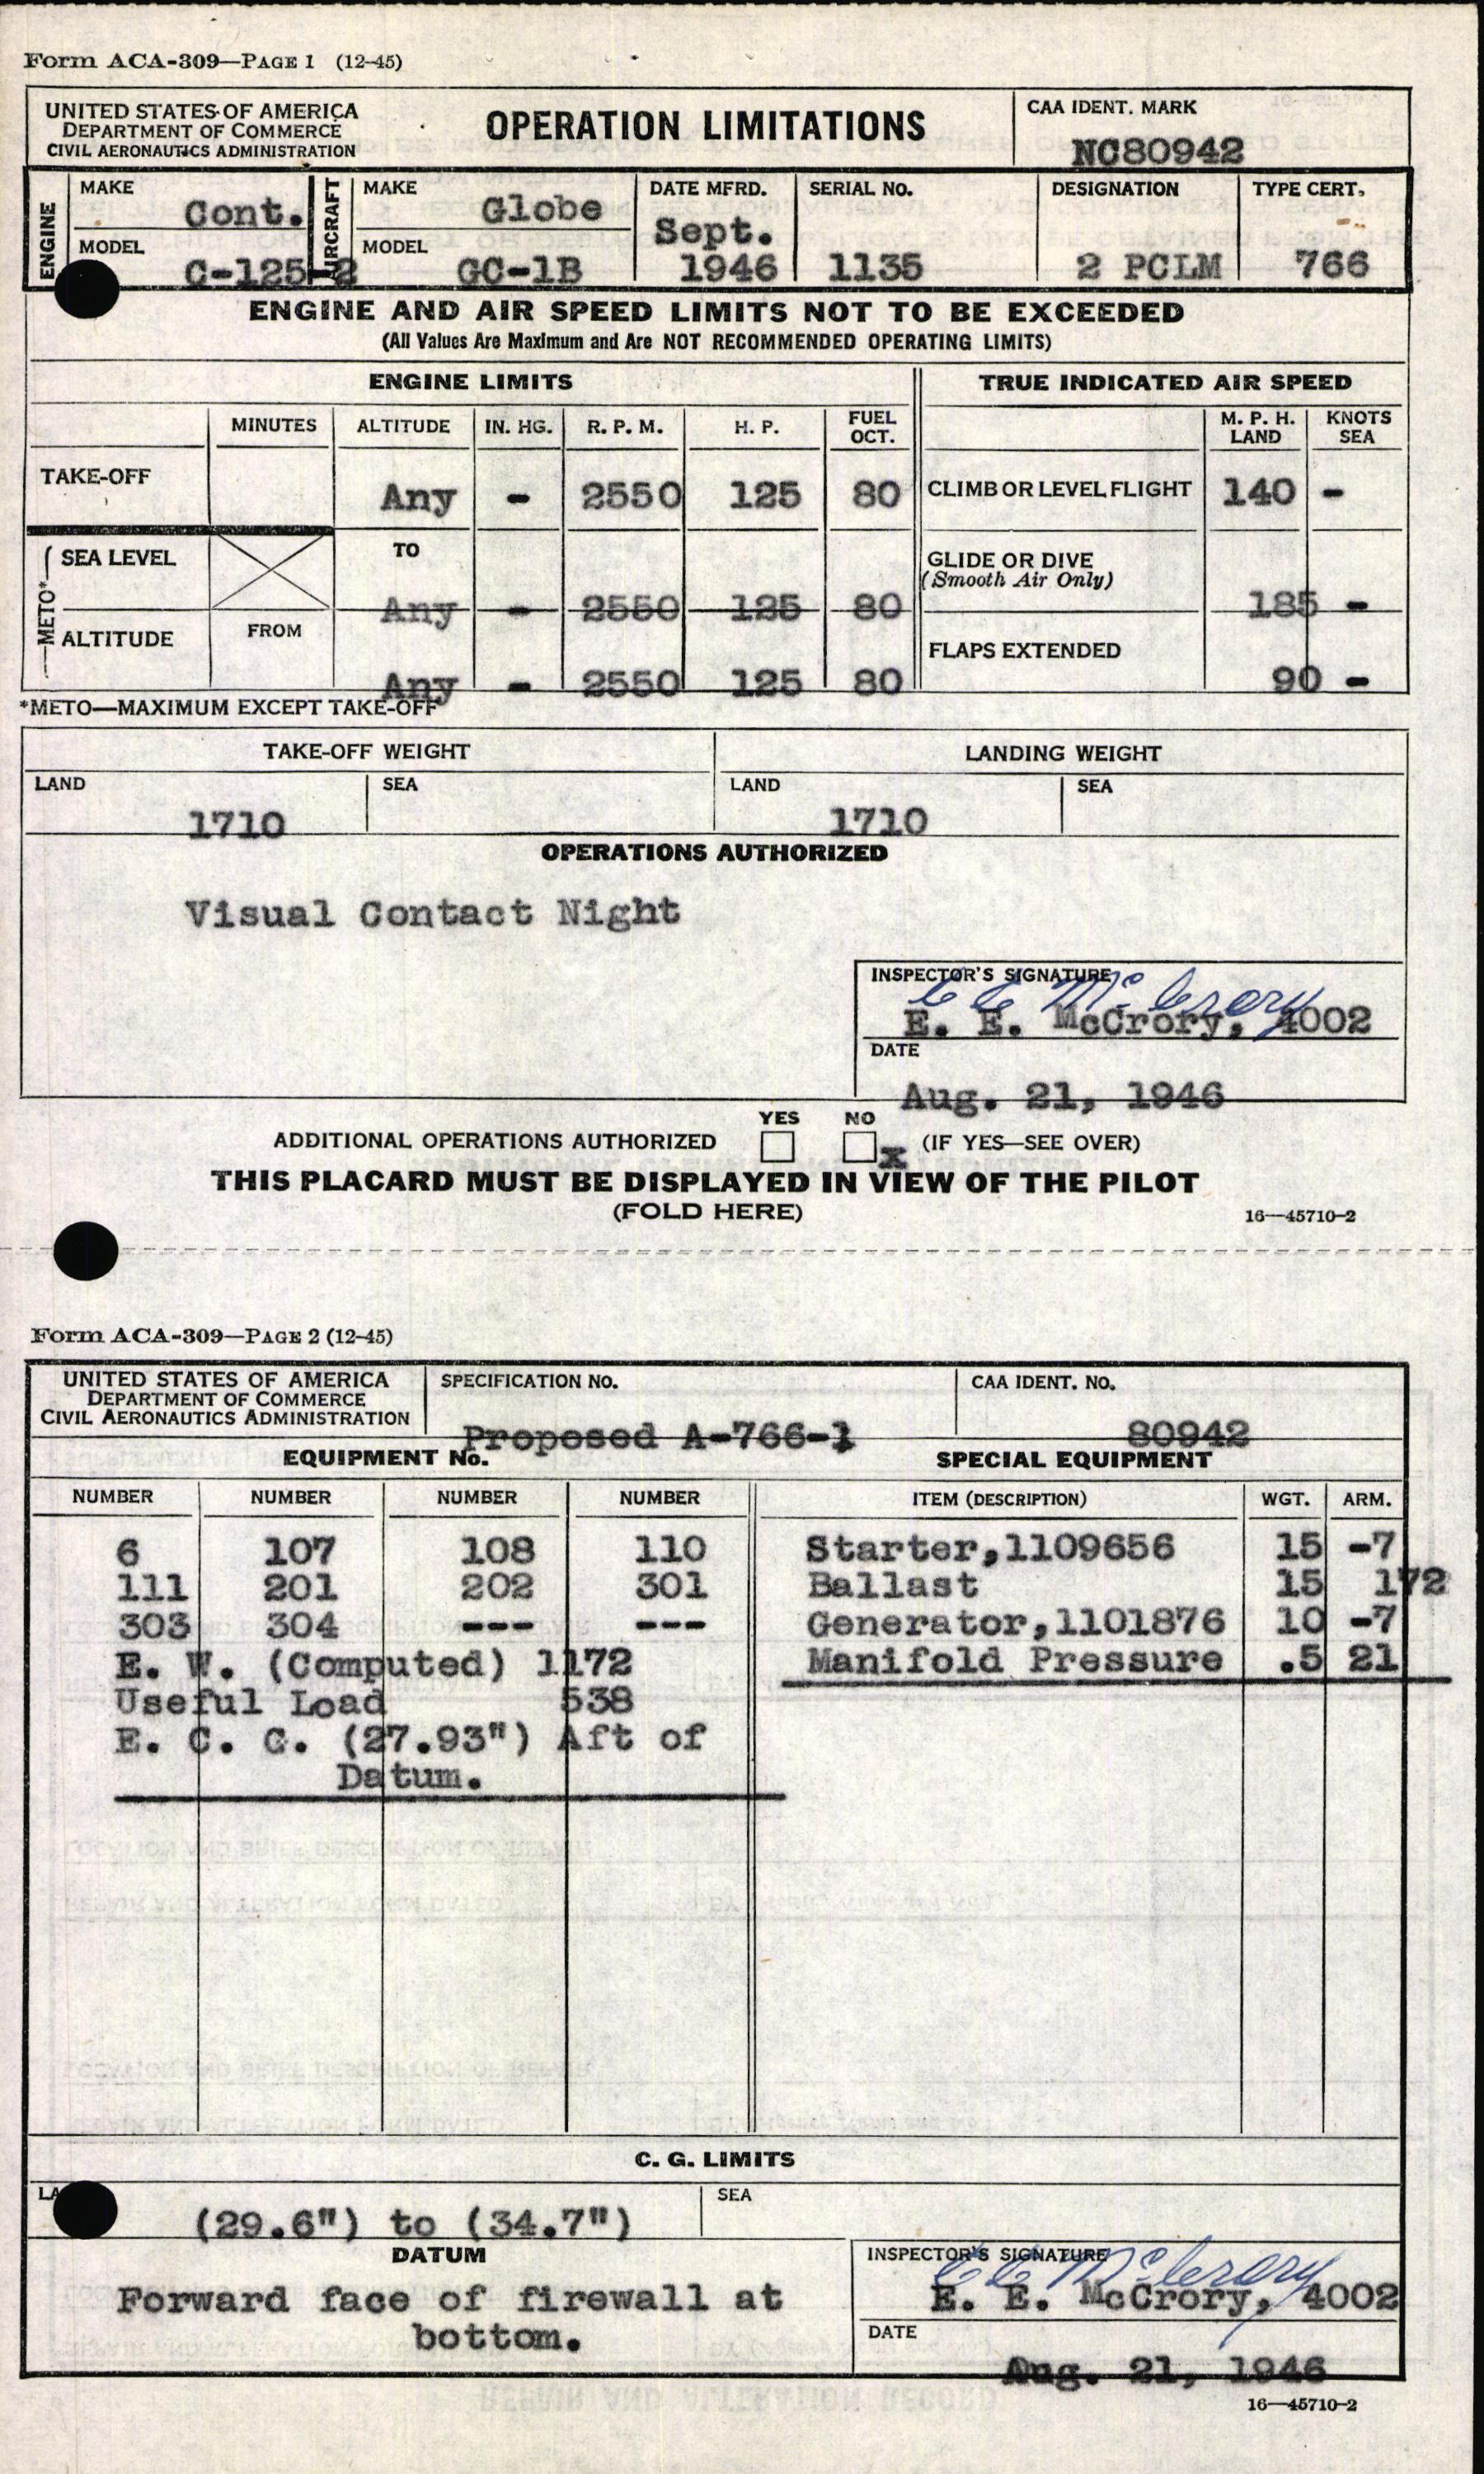 Form ACA-309—PAGE 1 (12-45)
UNITED STATES OF AMERICA
DEPARTMENT OF COMMERCE
CIVIL AERONAUTICS ADMINISTRATION
OPERATION LIMITATIONS
CAA IDENT. MARK
NC80942
ENGINE
MAKE
Cont.
MODEL
C-125-2
AIRCRAFT
MAKE
Globe
MODEL
GC-1B
DATE MFRD.
Sept.
1946
SERIAL NO.
1135
DESIGNATION
2 PCLM
TYPE CERT.
766
ENGINE AND AIR SPEED LIMITS NOT TO BE EXCEEDED
(All Values Are Maximum and Are NOT RECOMMENDED OPERATING LIMITS)
ENGINE LIMITS
TRUE INDICATED AIR SPEED
MINUTES ALTITUDE IN. HG. R. P. M. H. P. FUEL OCT.
M. P. H. LAND KNOTS SEA
TAKE-OFF Any - 2550 125 80
CLIMB OR LEVEL FLIGHT 140 -
METO*
SEA LEVEL TO Any - 2550 125 80
GLIDE OR DIVE
(Smooth Air Only) 185 -
ALTITUDE FROM Any - 2550 125 80
FLAPS EXTENDED 90 -
*METO—MAXIMUM EXCEPT TAKE-OFF
TAKE-OFF WEIGHT
LANDING WEIGHT
LAND 1710 SEA
LAND 1710 SEA
OPERATIONS AUTHORIZED
Visual Contact Night
INSPECTOR'S SIGNATURE
E E McCrory
E. E. McCrory, 4002
DATE
Aug. 21, 1946
YES NO
ADDITIONAL OPERATIONS AUTHORIZED x (IF YES—SEE OVER)
THIS PLACARD MUST BE DISPLAYED IN VIEW OF THE PILOT
(FOLD HERE)
16—45710-2
Form ACA-309—PAGE 2 (12-45)
UNITED STATES OF AMERICA
DEPARTMENT OF COMMERCE
CIVIL AERONAUTICS ADMINISTRATION
SPECIFICATION NO.
Proposed A-766-1
CAA IDENT. NO.
80942
EQUIPMENT No.
SPECIAL EQUIPMENT
NUMBER NUMBER NUMBER NUMBER
ITEM (DESCRIPTION) WGT. ARM.
6 107 108 110
Starter,1109656 15 -7
111 201 202 301
Ballast 15 172
303 304 --- ---
Generator,1101876 10 -7
E. W. (Computed) 1172
Manifold Pressure .5 21
Useful Load 538
E. C. G. (27.93") Aft of
Datum.
C. G. LIMITS
LA
(29.6") to (34.7")
SEA
DATUM
Forward face of firewall at
bottom.
INSPECTOR'S SIGNATURE
E E McCrory
E. E. McCrory, 4002
DATE
Aug. 21, 1946
16—45710-2